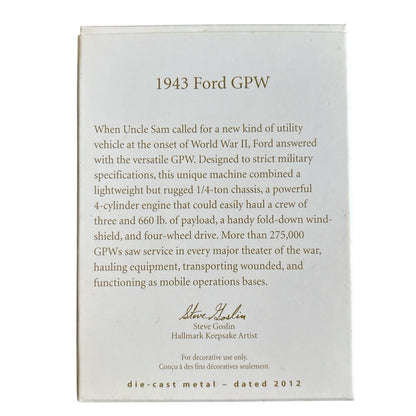 1943 Ford GPW
When Uncle Sam called for a new kind of utility
vehicle at the onset of World War II, Ford answered
with the versatile GPW. Designed to strict military
specifications, this unique machine combined a
lightweight but rugged 1/4-ton chassis, a powerful
4-cylinder engine that could easily haul a crew of
three and 660 lb. of payload, a handy fold-down wind-
shield, and four-wheel drive. More than 275,000
GPWs saw service in every major theater of the war,
hauling equipment, transporting wounded, and
functioning as mobile operations bases.
Steve Goslin
Steve Goslin
Hallmark Keepsake Artist
For decorative use only.
Conçu à des fins décoratives seulement.
die-cast metal – dated 2012